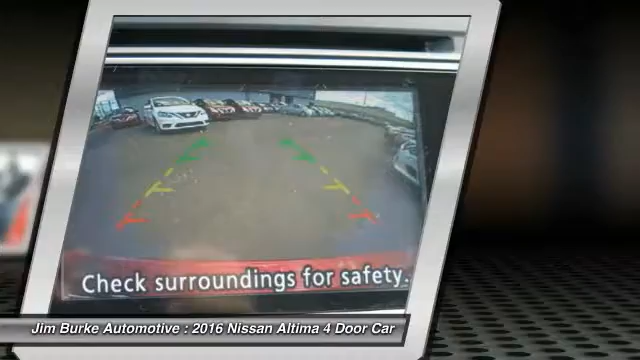 Check surroundings for safety.
Jim Burke Automotive : 2016 Nissan Altima 4 Door Car